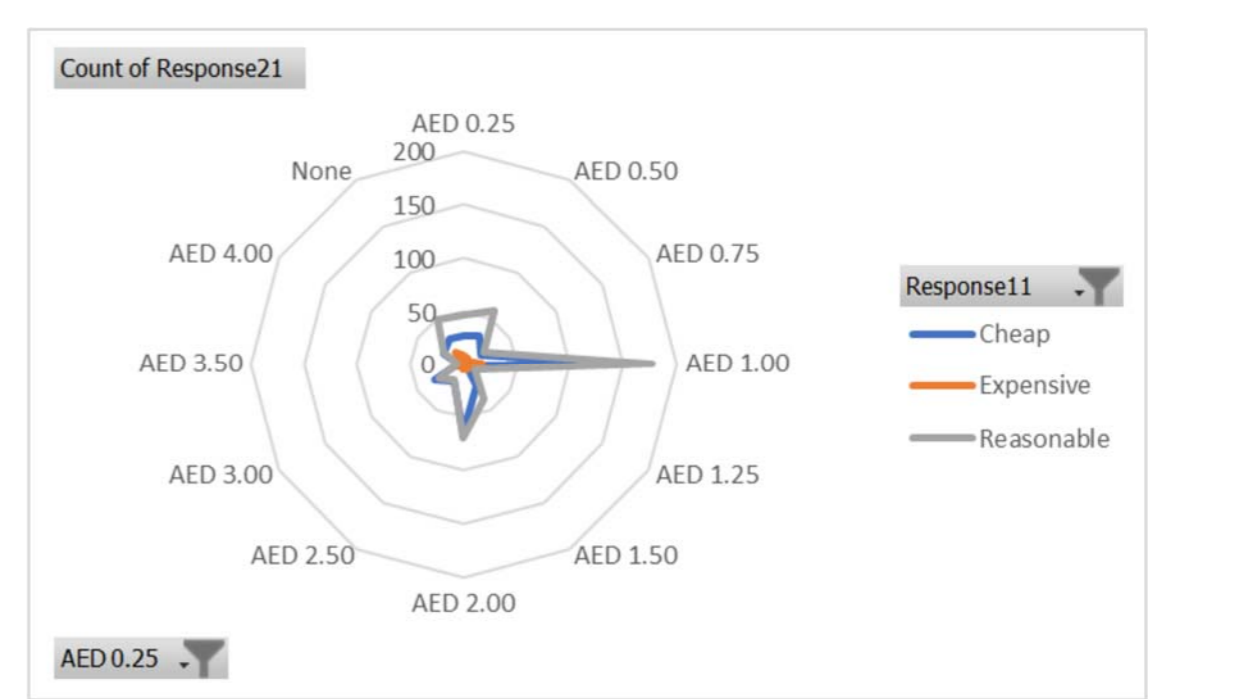 Count of Response21
AED 0.25
200
None
AED 0.50
150
AED 4.00
AED 0.75
100
Response11
50
Cheap
AED 3.50
0
AED 1.00
Expensive
Reasonable
AED 3.00
AED 1.25
AED 2.50
AED 1.50
AED 2.00
AED 0.25